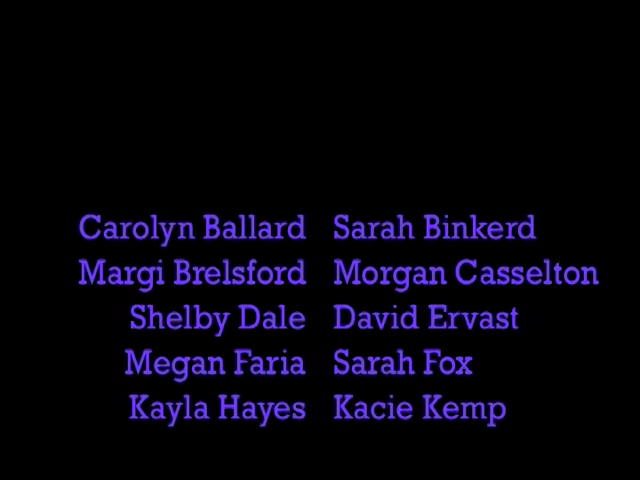 Carolyn Ballard Sarah Binkerd
Margi Brelsford Morgan Casselton
Shelby Dale David Ervast
Megan Faria Sarah Fox
Kayla Hayes Kacie Kemp